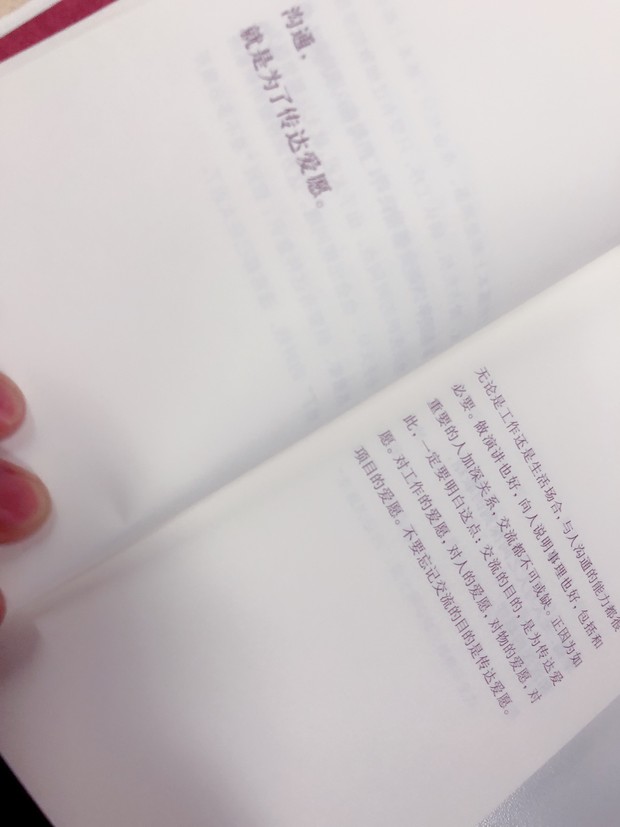 沟通，
就是为了传达爱愿。
无论是工作还是生活场合，与人沟通的能力都很
必要。做演讲也好，向人说明事理也好，包括和
重要的人加深关系，交流都不可或缺。正因为如
此，一定要明白这点：交流的目的，是为传达爱
愿。对工作的爱愿，对人的爱愿，对物的爱愿，对
项目的爱愿。不要忘记交流的目的是传达爱愿。